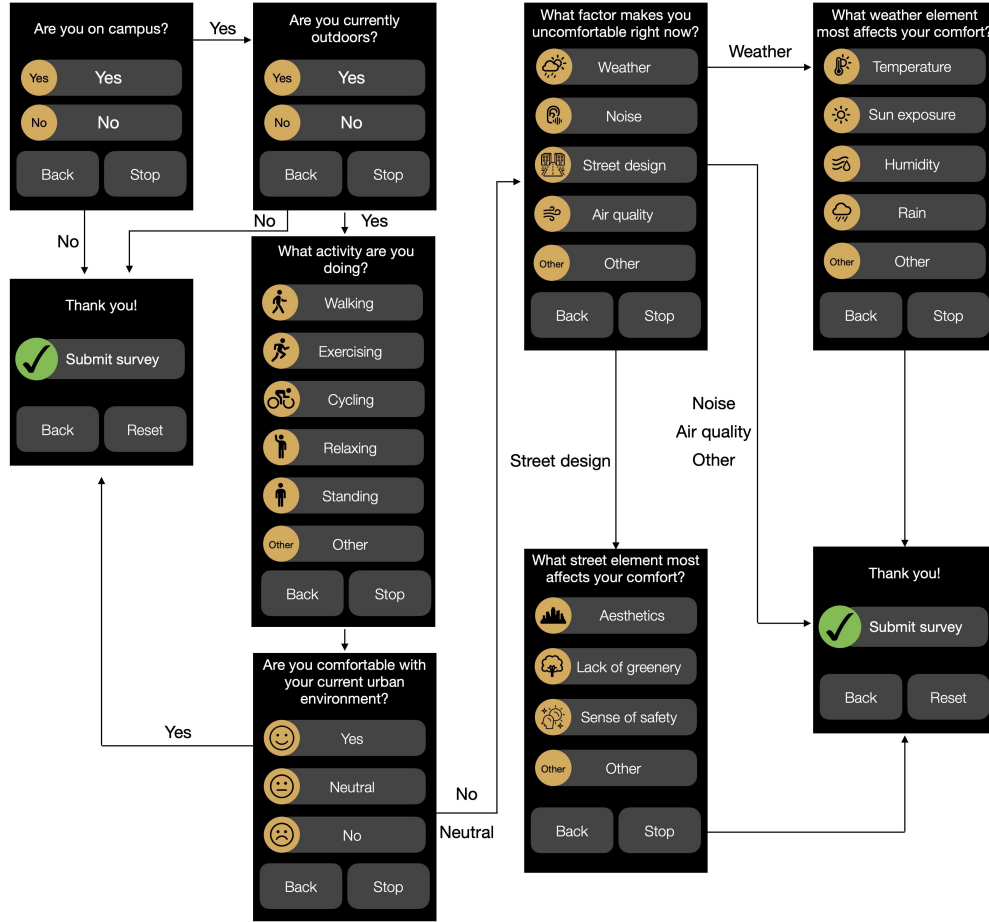 Are you on campus?
Yes
Yes
No
No
Back
Stop
Yes
Are you currently
outdoors?
Yes
Yes
No
No
Back
Stop
No
No
Yes
Thank you!
Submit survey
Back
Reset
What activity are you
doing?
Walking
Exercising
Cycling
Relaxing
Standing
Other
Other
Back
Stop
Are you comfortable with
your current urban
environment?
Yes
Neutral
No
Back
Stop
Yes
No
Neutral
What factor makes you
uncomfortable right now?
Weather
Noise
Street design
Air quality
Other
Other
Back
Stop
Weather
What weather element
most affects your comfort?
Temperature
Sun exposure
Humidity
Rain
Other
Other
Back
Stop
Street design
Noise
Air quality
Other
What street element most
affects your comfort?
Aesthetics
Lack of greenery
Sense of safety
Other
Other
Back
Stop
Thank you!
Submit survey
Back
Reset